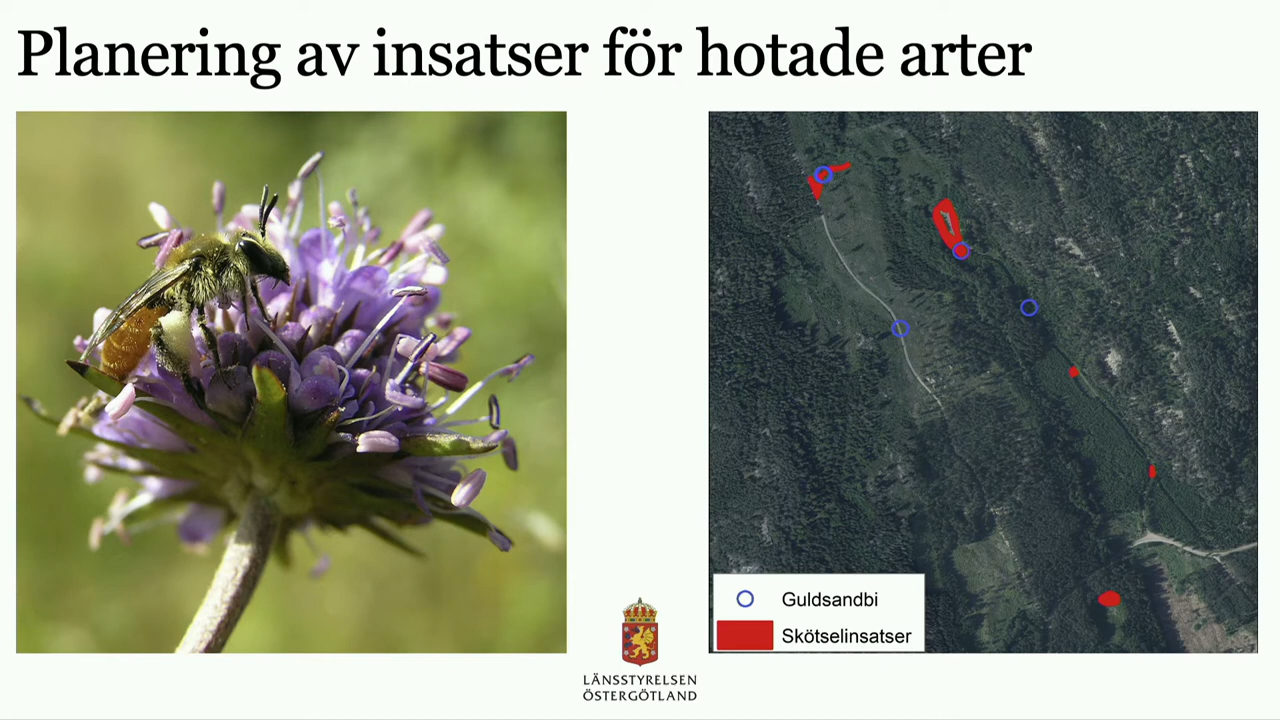 Planering av insatser för hotade arter
Guldsandbi
Skötselinsatser
LÄNSSTYRELSEN
ÖSTERGÖTLAND